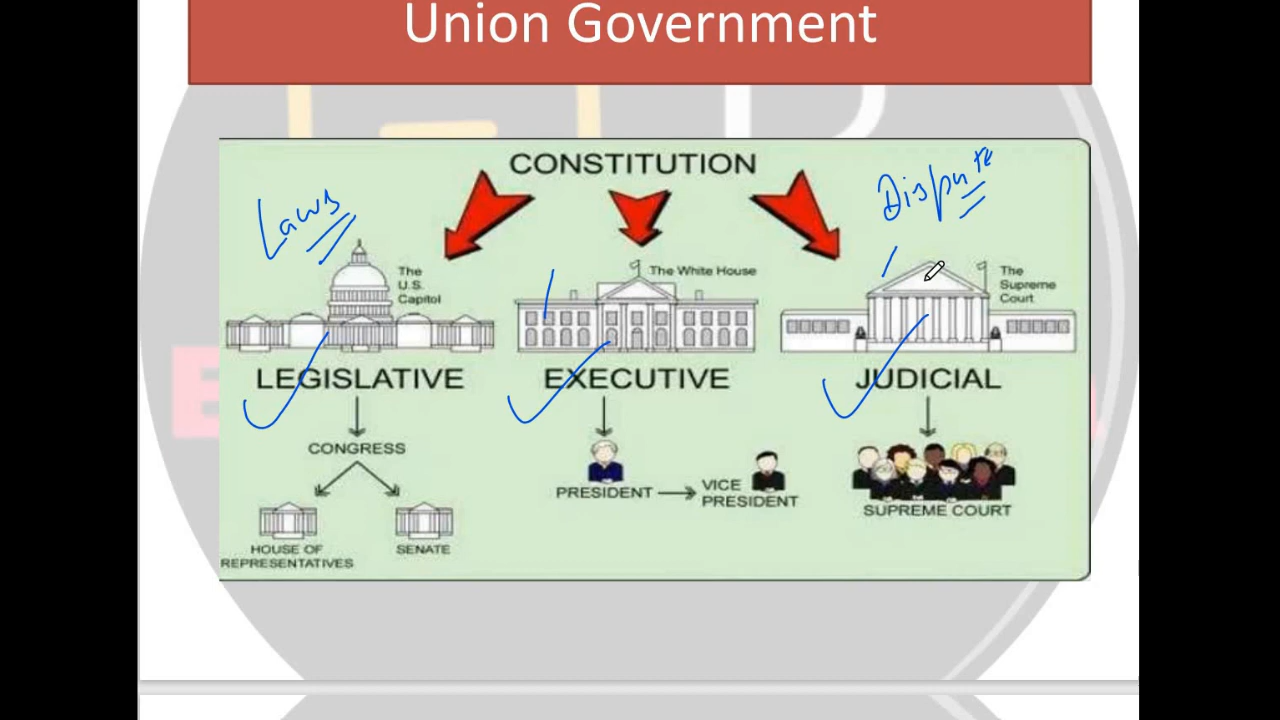 Union Government
CONSTITUTION
Laws
Dispute
The
U.S.
Capitol
The White House
The
Supreme
Court
LEGISLATIVE
EXECUTIVE
JUDICIAL
CONGRESS
HOUSE OF
REPRESENTATIVES
SENATE
PRESIDENT
VICE
PRESIDENT
SUPREME COURT